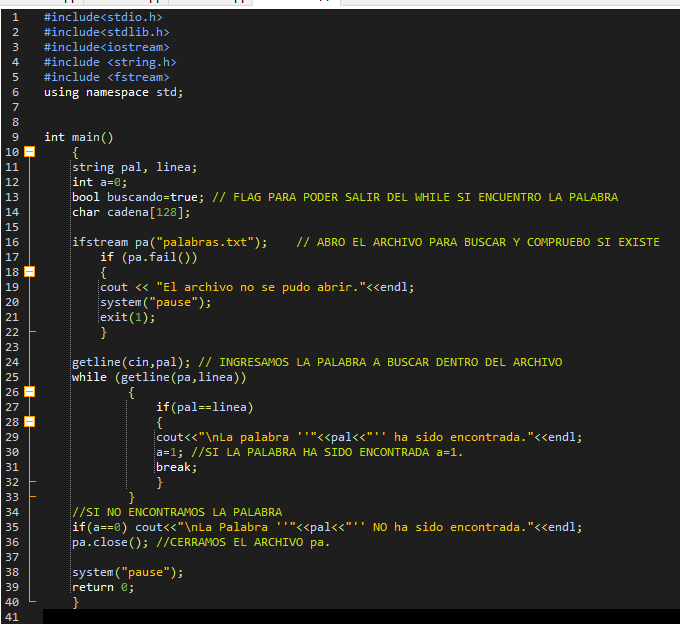 1 #include<stdio.h>
2 #include<stdlib.h>
3 #include<iostream>
4 #include <string.h>
5 #include <fstream>
6 using namespace std;
7
8
9 int main()
10 {
11 string pal, linea;
12 int a=0;
13 bool buscando=true; // FLAG PARA PODER SALIR DEL WHILE SI ENCUENTRO LA PALABRA
14 char cadena[128];
15
16 ifstream pa("palabras.txt");    // ABRO EL ARCHIVO PARA BUSCAR Y COMPRUEBO SI EXISTE
17 if (pa.fail())
18 {
19 cout << "El archivo no se pudo abrir."<<endl;
20 system("pause");
21 exit(1);
22 }
23
24 getline(cin,pal); // INGRESAMOS LA PALABRA A BUSCAR DENTRO DEL ARCHIVO
25 while (getline(pa,linea))
26 {
27 if(pal==linea)
28 {
29 cout<<"\nLa palabra ''"<<pal<<"'' ha sido encontrada."<<endl;
30 a=1; //SI LA PALABRA HA SIDO ENCONTRADA a=1.
31 break;
32 }
33 }
34 //SI NO ENCONTRAMOS LA PALABRA
35 if(a==0) cout<<"\nLa Palabra ''"<<pal<<"'' NO ha sido encontrada."<<endl;
36 pa.close(); //CERRAMOS EL ARCHIVO pa.
37
38 system("pause");
39 return 0;
40 }
41